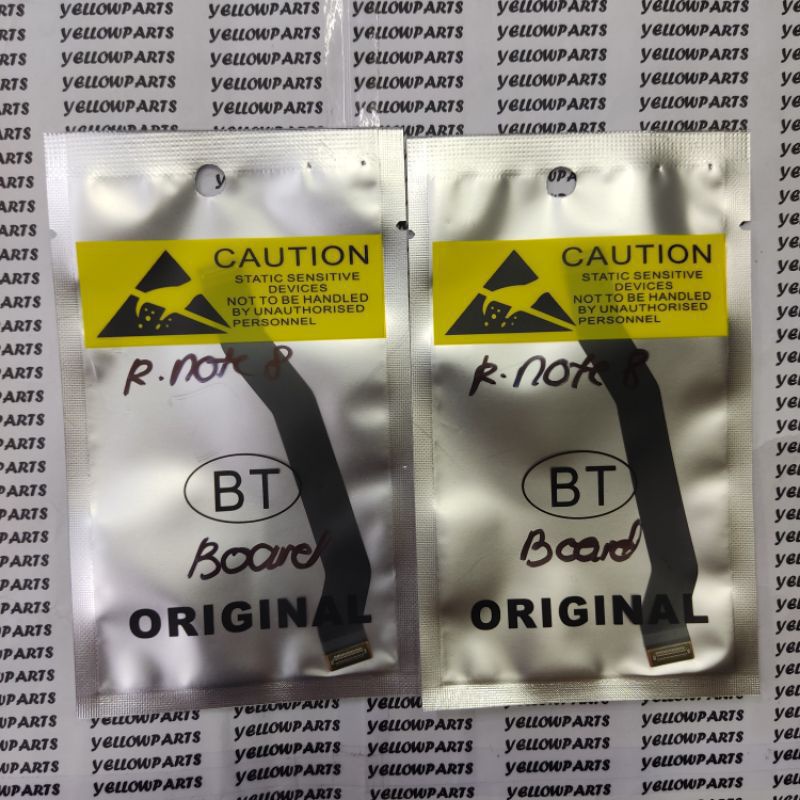 YELLOWPARTS
CAUTION
STATIC SENSITIVE
DEVICES
NOT TO BE HANDLED
BY UNAUTHORISED
PERSONNEL
R. note 8
BT
Board
ORIGINAL
CAUTION
STATIC SENSITIVE
DEVICES
NOT TO BE HANDLED
BY UNAUTHORISED
PERSONNEL
R. note 8
BT
Board
ORIGINAL